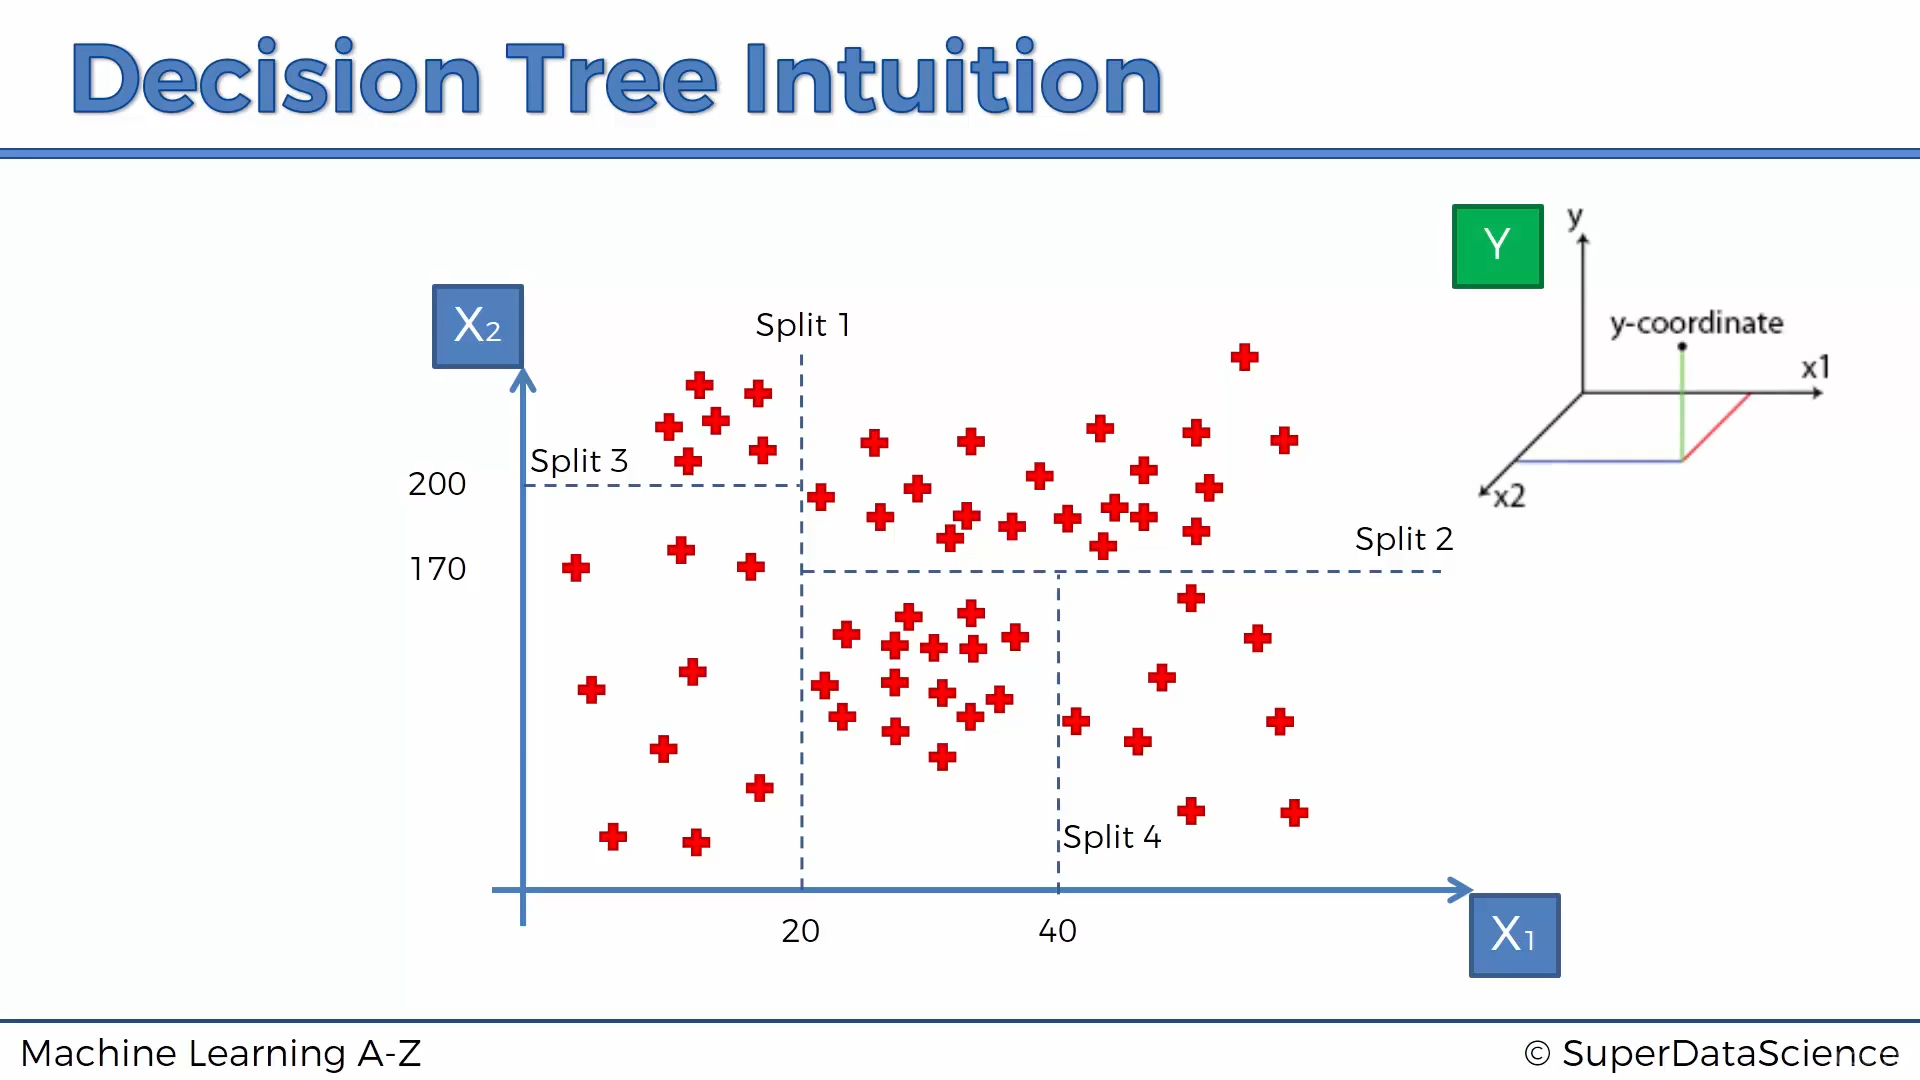 Decision Tree Intuition
Y
y
y-coordinate
x1
x2
X2
Split 1
Split 3
200
170
Split 2
Split 4
20
40
X1
Machine Learning A-Z
© SuperDataScience